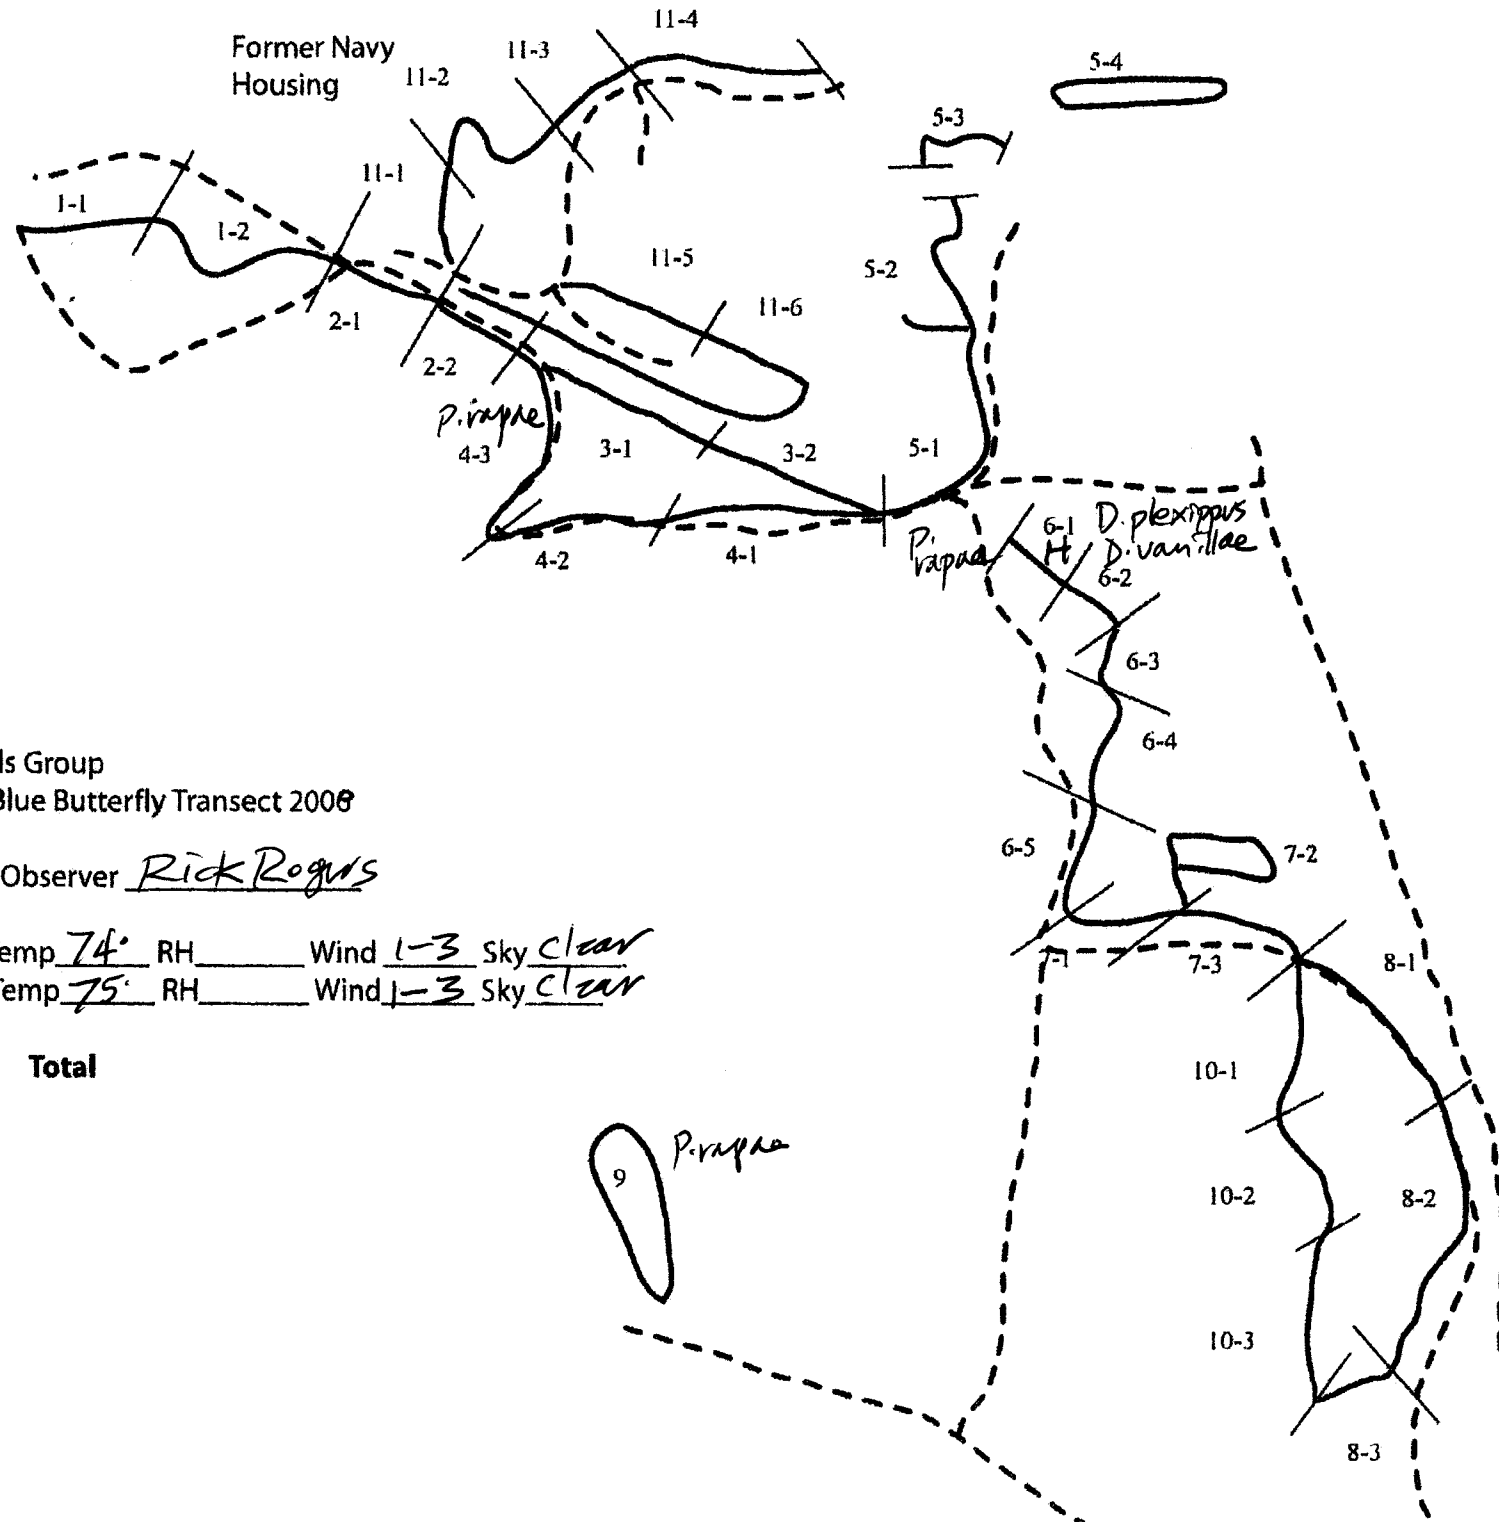 11-4
Former Navy
Housing
11-3
11-2
5-4
5-3
11-1
1-1
1-2
11-5
5-2
11-6
2-1
2-2
P. rapae
4-3
3-1
3-2
5-1
4-2
4-1
P. rapae
6-1
H
D. plexippus
D. vanillae
6-2
6-3
6-4
6-5
7-2
7-1
7-3
8-1
ls Group
Blue Butterfly Transect 2008
Observer Rick Rogers
emp 74° RH Wind 1-3 Sky Clear
Temp 75° RH Wind 1-3 Sky Clear
Total
10-1
P. rapae
9
10-2
8-2
10-3
8-3